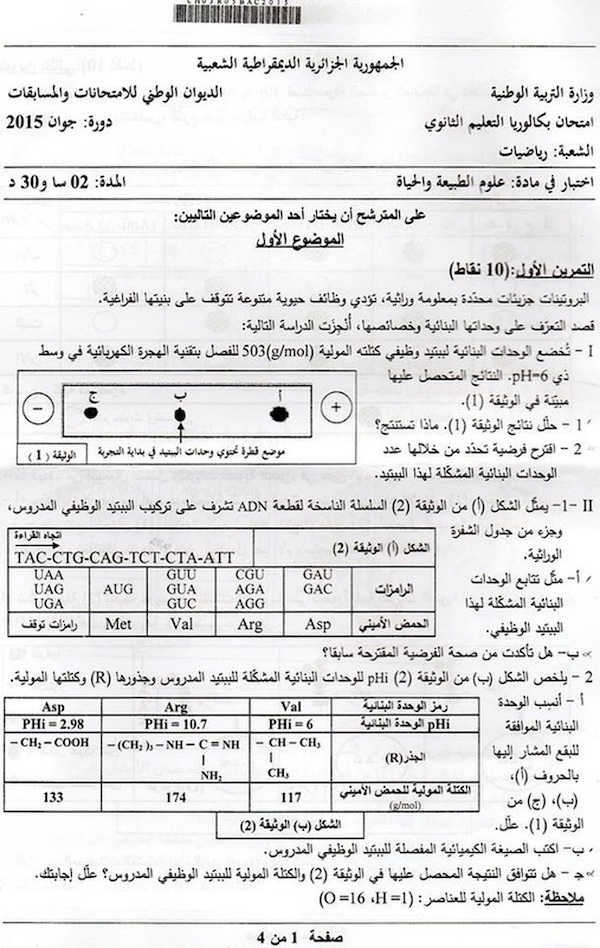 CM03R05BAC2015
الجمهورية الجزائرية الديمقراطية الشعبية
وزارة التربية الوطنية الديوان الوطني للامتحانات والمسابقات
امتحان بكالوريا التعليم الثانوي دورة: جوان 2015
الشعبة: رياضيات
اختبار في مادة: علوم الطبيعة والحياة المدة: 02 سا و30 د
على المترشح أن يختار أحد الموضوعين التاليين:
الموضوع الأول
التمرين الأول:(10 نقاط)
البروتينات جزيئات محدّدة بمعلومة وراثية، تؤدي وظائف حيوية متنوعة تتوقف على بنيتها الفراغية.
قصد التعرّف على وحداتها البنائية وخصائصها، أُنْجِزَت الدراسة التالية:
I – تُخضع الوحدات البنائية لببتيد وظيفي كتلته المولية 503(g/mol) للفصل بتقنية الهجرة الكهربائية في وسط
ذي pH=6. النتائج المتحصل عليها
مبيّنة في الوثيقة (1).
1 – حلّل نتائج الوثيقة (1). ماذا تستنتج؟
2 – اقترح فرضية تحدّد من خلالها عدد
الوحدات البنائية المشكّلة لهذا الببتيد.
+ أ ب ج −
موضع قطرة تحتوي وحدات الببتيد في بداية التجربة
الوثيقة (1)
II –1– يمثّل الشكل (أ) من الوثيقة (2) السلسلة الناسخة لقطعة ADN تشرف على تركيب الببتيد الوظيفي المدروس،
وجزء من جدول الشفرة
الوراثية.
أ– مثّل تتابع الوحدات
البنائية المشكّلة لهذا
الببتيد الوظيفي.
الشكل (أ) الوثيقة (2)
اتجاه القراءة
TAC-CTG-CAG-TCT-CTA-ATT
UAA GUU CGU GAU
UAG AUG GUA AGA GAC الرامزات
UGA GUC AGG
رامزات توقف Met Val Arg Asp الحمض الأميني
ب– هل تأكدت من صحة الفرضية المقترحة سابقا؟
2 – يلخص الشكل (ب) من الوثيقة (2) pHi للوحدات البنائية المشكّلة للببتيد المدروس وجذورها (R) وكتلتها المولية.
أ – أنسِب الوحدة
البنائية الموافقة
للبقع المشار إليها
بالحروف (أ)،
(ب)، (ج) من
الوثيقة (1). علّل.
Asp Arg Val رمز الوحدة البنائية
PHi = 2.98 PHi = 10.7 PHi = 6 pHi الوحدة البنائية
– CH₂ – COOH –(CH₂)₃ – NH – C = NH – CH – CH₃ الجذر(R)
NH₂ CH₃
133 174 117 الكتلة المولية للحمض الأميني
(g/mol)
الشكل (ب) الوثيقة (2)
ب– اكتب الصيغة الكيميائية المفصلة للببتيد الوظيفي المدروس.
ج – هل تتوافق النتيجة المحصل عليها في الوثيقة (2) والكتلة المولية للببتيد الوظيفي المدروس؟ علّل إجابتك.
ملاحظة: الكتلة المولية للعناصر: (O =16 ،H =1)
صفحة 1 من 4